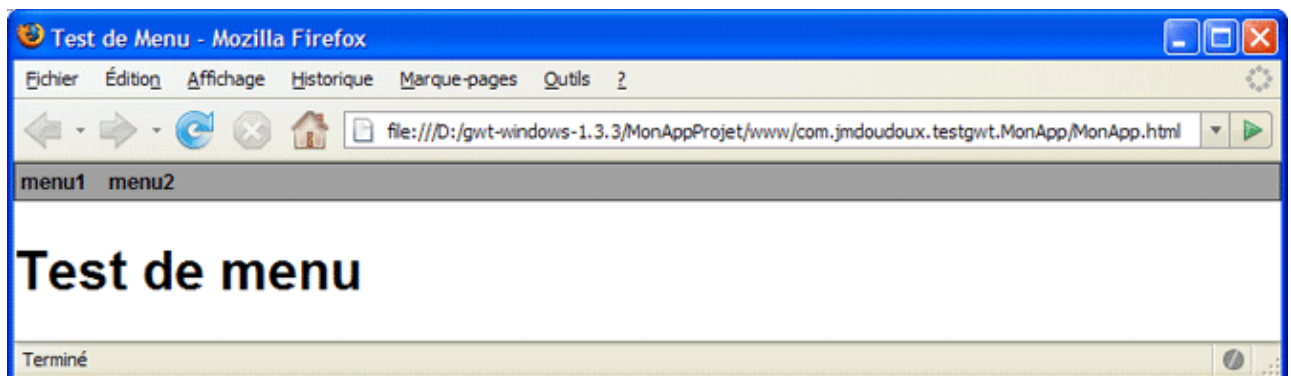 Test de Menu - Mozilla Firefox
Fichier Édition Affichage Historique Marque-pages Outils ?
file:///D:/gwt-windows-1.3.3/MonAppProjet/www/com.jmdoudoux.testgwt.MonApp/MonApp.html
menu1 menu2
Test de menu
Terminé